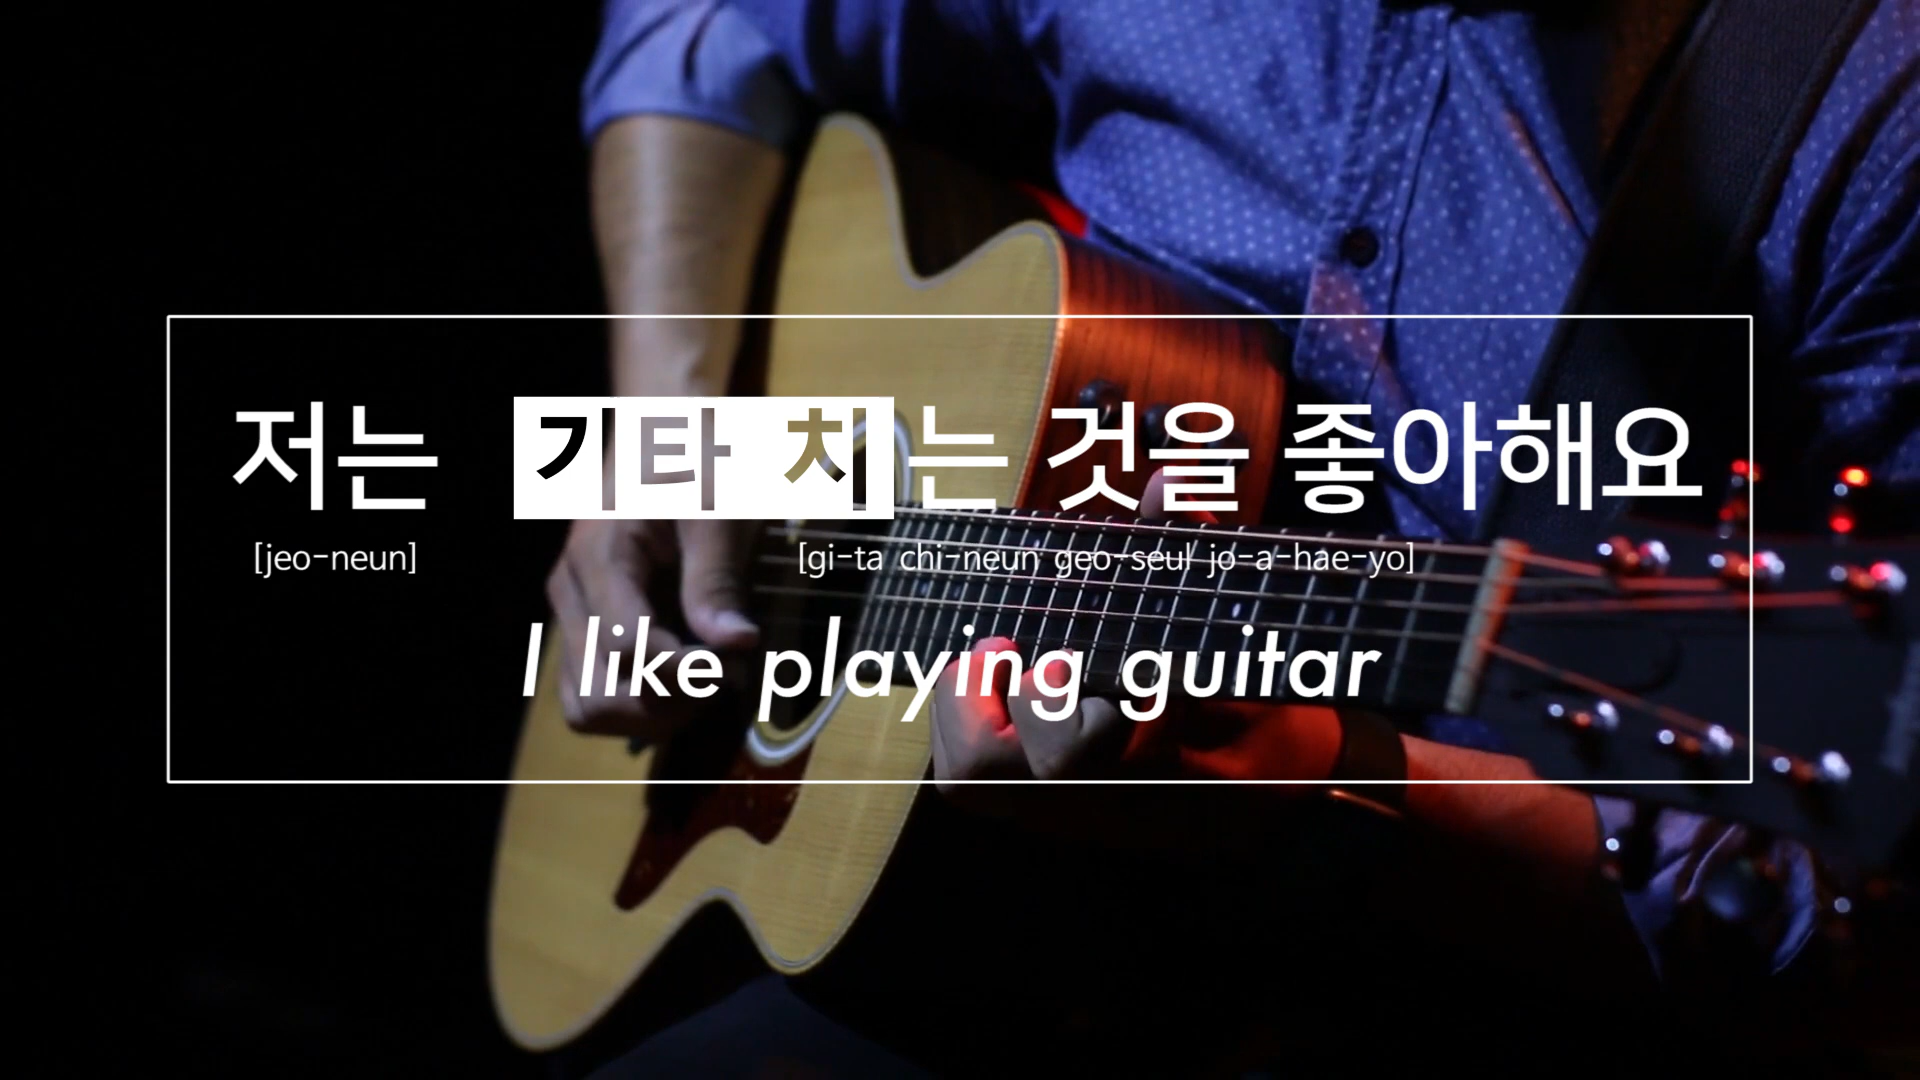 저는 기타 치는 것을 좋아해요
[jeo-neun] [gi-ta chi-neun geo-seul jo-a-hae-yo]
I like playing guitar